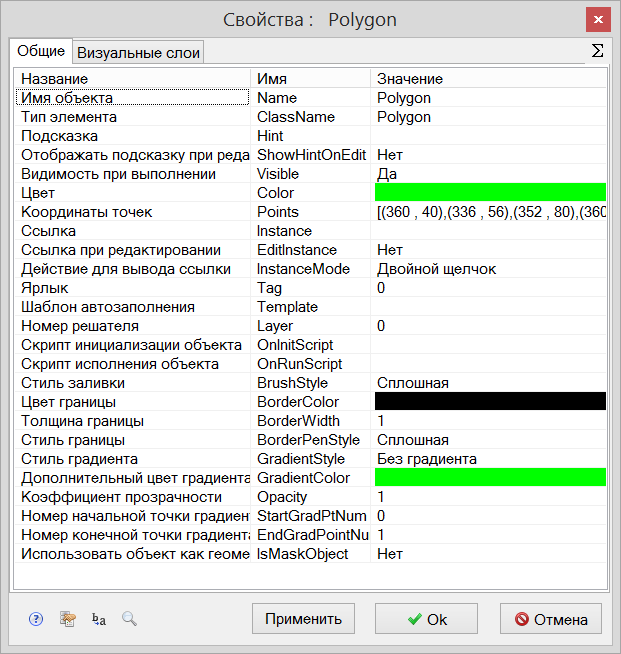 Свойства : Polygon
Общие Визуальные слои Σ
Название Имя Значение
Имя объекта Name Polygon
Тип элемента ClassName Polygon
Подсказка Hint
Отображать подсказку при реда ShowHintOnEdit Нет
Видимость при выполнении Visible Да
Цвет Color
Координаты точек Points [(360 , 40),(336 , 56),(352 , 80),(360
Ссылка Instance
Ссылка при редактировании EditInstance Нет
Действие для вывода ссылки InstanceMode Двойной щелчок
Ярлык Tag 0
Шаблон автозаполнения Template
Номер решателя Layer 0
Скрипт инициализации объекта OnInitScript
Скрипт исполнения объекта OnRunScript
Стиль заливки BrushStyle Сплошная
Цвет границы BorderColor
Толщина границы BorderWidth 1
Стиль границы BorderPenStyle Сплошная
Стиль градиента GradientStyle Без градиента
Дополнительный цвет градиента GradientColor
Коэффициент прозрачности Opacity 1
Номер начальной точки градиен StartGradPtNum 0
Номер конечной точки градиента EndGradPointNu 1
Использовать объект как геоме IsMaskObject Нет
? ba Применить Ok Отмена